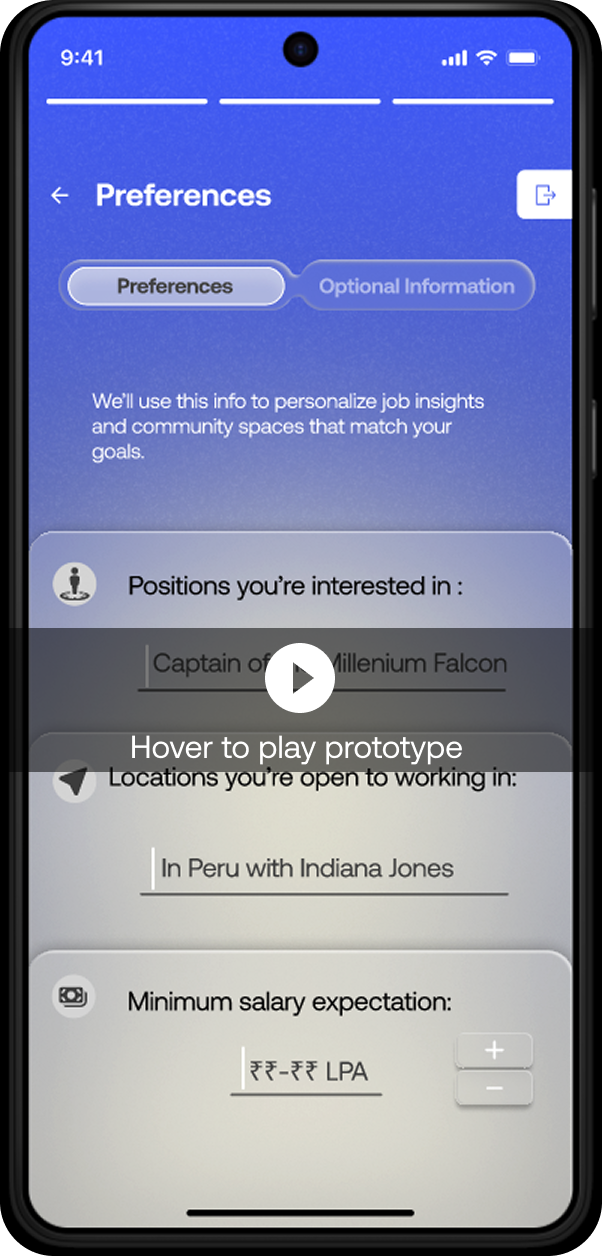 9:41
Preferences
Preferences
Optional Information
We'll use this info to personalize job insights
and community spaces that match your
goals.
Positions you're interested in :
Captain of Millenium Falcon
Hover to play prototype
Locations you're open to working in:
In Peru with Indiana Jones
Minimum salary expectation:
₹₹-₹₹ LPA